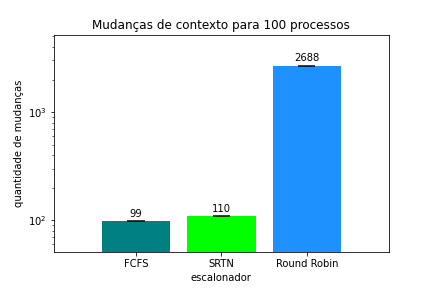 Mudanças de contexto para 100 processos
quantidade de mudanças
10³
10²
99
110
2688
FCFS
SRTN
Round Robin
escalonador